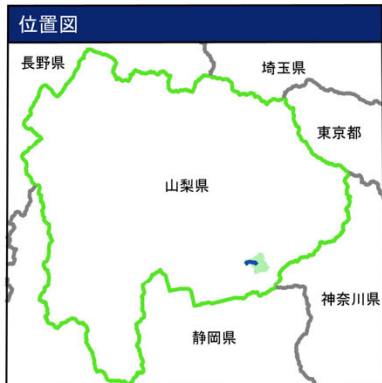 位置図
長野県
埼玉県
東京都
山梨県
神奈川県
静岡県